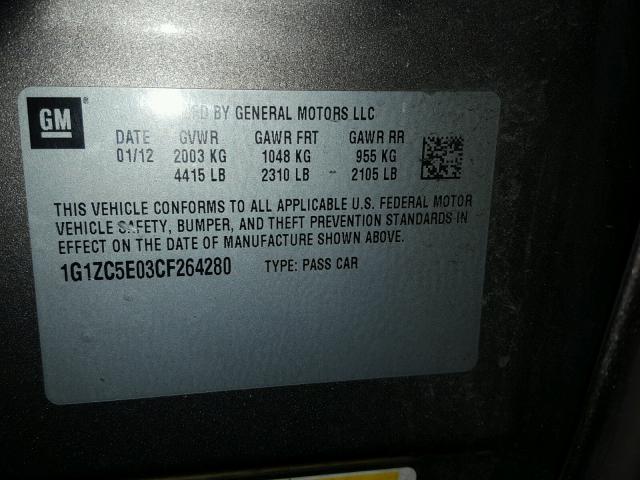 GM
BY GENERAL MOTORS LLC
DATE GVWR GAWR FRT GAWR RR
01/12 2003 KG 1048 KG 955 KG
4415 LB 2310 LB 2105 LB
THIS VEHICLE CONFORMS TO ALL APPLICABLE U.S. FEDERAL MOTOR
VEHICLE SAFETY, BUMPER, AND THEFT PREVENTION STANDARDS IN
EFFECT ON THE DATE OF MANUFACTURE SHOWN ABOVE.
1G1ZC5E03CF264280 TYPE: PASS CAR